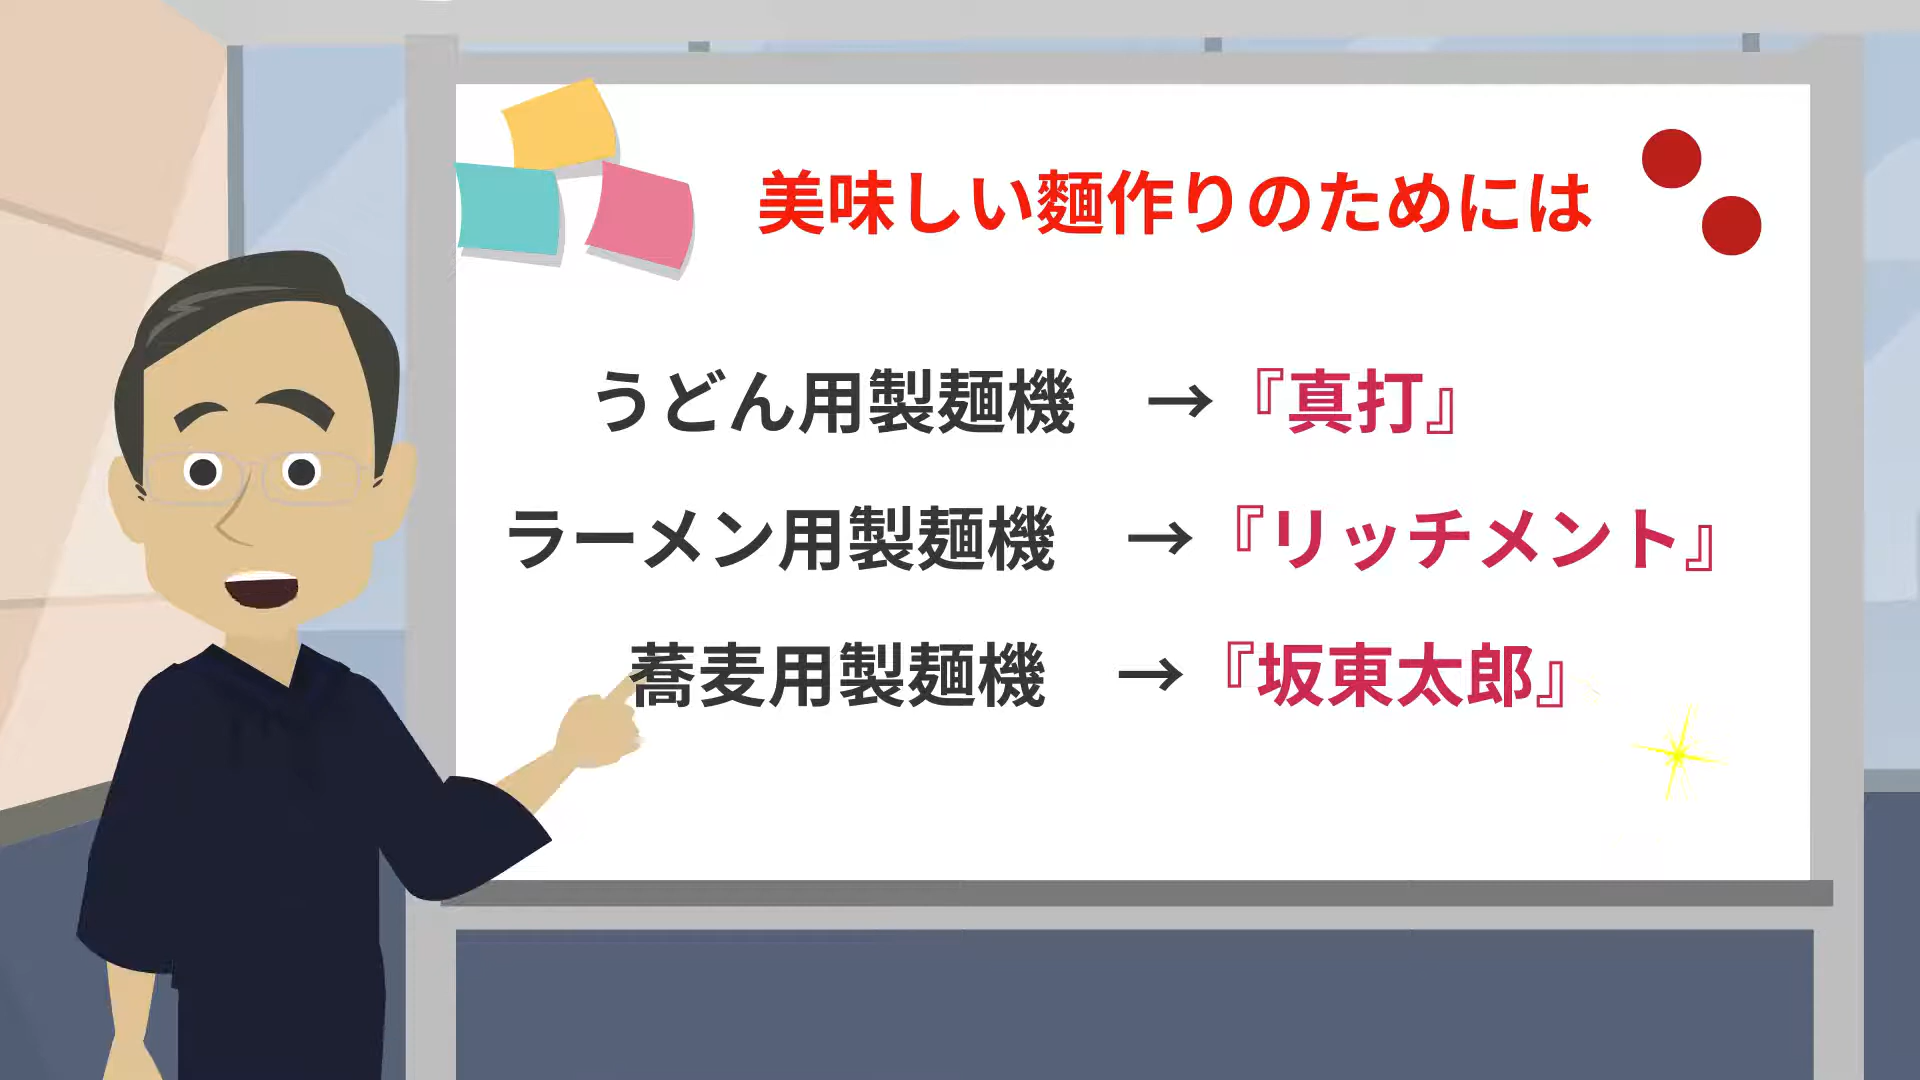 美味しい麵作りのためには
うどん用製麺機　→『真打』
ラーメン用製麺機　→『リッチメント』
蕎麦用製麺機　→『坂東太郎』